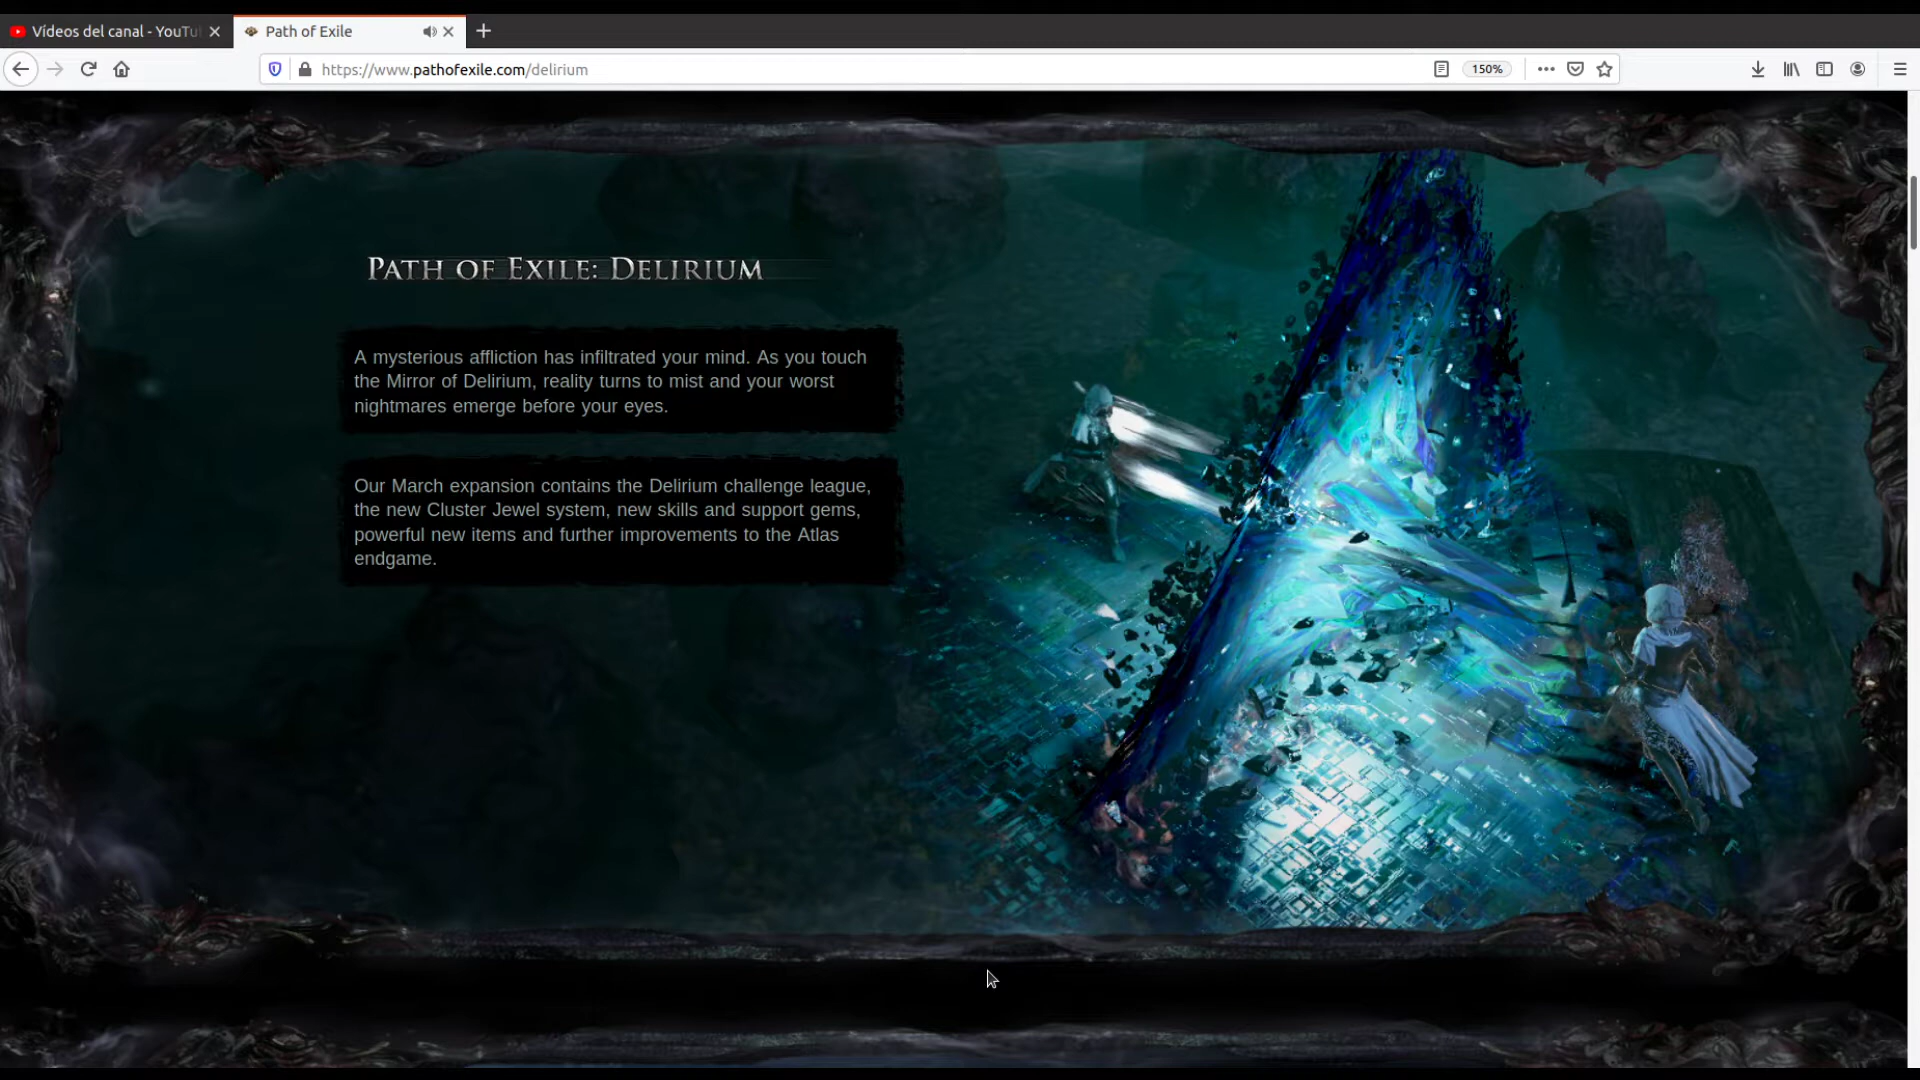 Vídeos del canal - YouTu
Path of Exile
https://www.pathofexile.com/delirium
150%
PATH OF EXILE: DELIRIUM
A mysterious affliction has infiltrated your mind. As you touch
the Mirror of Delirium, reality turns to mist and your worst
nightmares emerge before your eyes.
Our March expansion contains the Delirium challenge league,
the new Cluster Jewel system, new skills and support gems,
powerful new items and further improvements to the Atlas
endgame.